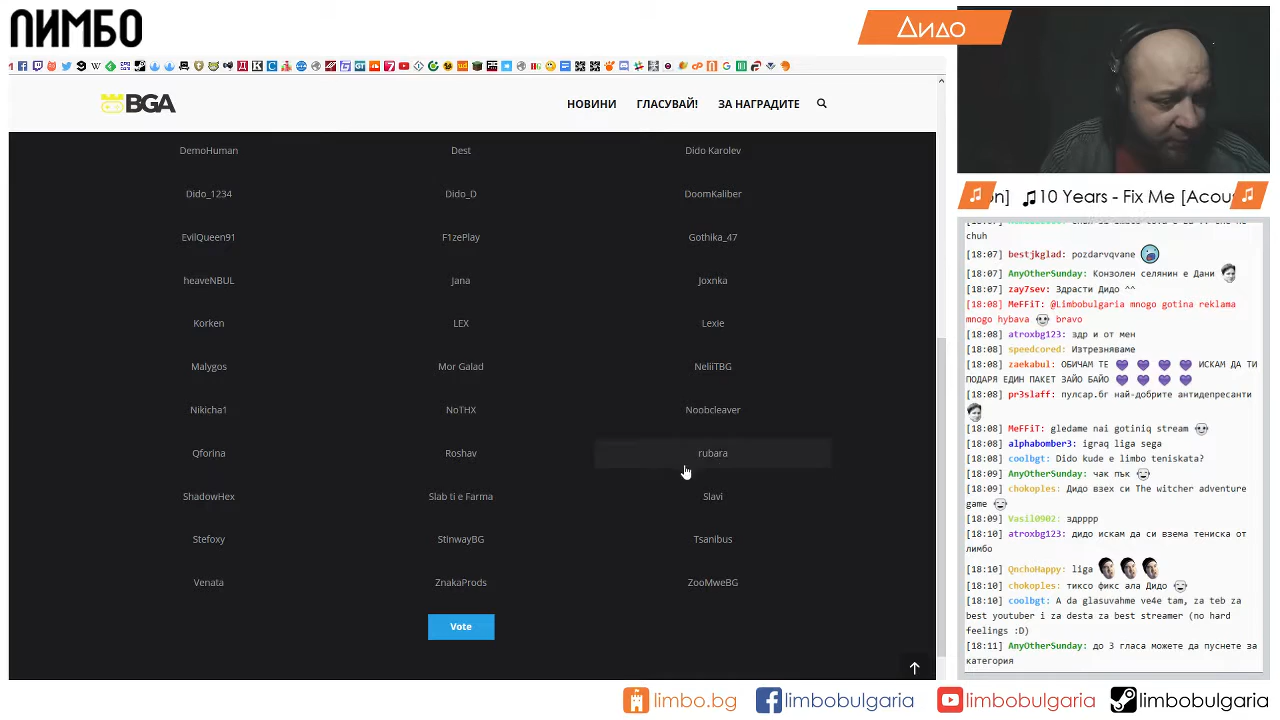 ЛИМБО
Дидо
BGA
НОВИНИ ГЛАСУВАЙ! ЗА НАГРАДИТЕ
DemoHuman Dest Dido Karolev
Dido_1234 Dido_D DoomKaliber
EvilQueen91 F1zePlay Gothika_47
heaveNBUL Jana Joxnka
Korken LEX Lexie
Malygos Mor Galad NeliiTBG
Nikicha1 NoTHX Noobcleaver
Qforina Roshav rubara
ShadowHex Slab ti e Farma Slavi
Stefoxy StinwayBG Tsanibus
Venata ZnakaProds ZooMweBG
Vote
on] ♫10 Years - Fix Me [Acous
chuh
[18:07] bestjkglad: pozdarvqvane
[18:07] AnyOtherSunday: Конзолен селянин е Дани
[18:07] zay7sev: Здрасти Дидо ^^
[18:08] MeFFiT: @Limbobulgaria mnogo gotina reklama
mnogo hybava bravo
[18:08] atroxbg123: здр и от мен
[18:08] speedcored: Изтрезняваме
[18:08] zaekabul: ОБИЧАМ ТЕ 💜 💜 💜 💜 ИСКАМ ДА ТИ
ПОДАРЯ ЕДИН ПАКЕТ ЗАЙО БАЙО 💜 💜 💜 💜
[18:08] pr3slaff: пулсар.бг най-добрите антидепресанти
[18:08] MeFFiT: gledame nai gotiniq stream
[18:08] alphabomber3: igraq liga sega
[18:08] coolbgt: Dido kude e limbo teniskata?
[18:09] AnyOtherSunday: чак пък
[18:09] chokoples: Дидо взех си The witcher adventure
game
[18:09] Vasil0902: здрррр
[18:10] atroxbg123: дидо искам да си взема тениска от
лимбо
[18:10] QnchoHappy: liga
[18:10] chokoples: тиксо фикс ала Дидо
[18:10] coolbgt: A da glasuvahme ve4e tam, za teb za
best youtuber i za desta za best streamer (no hard
feelings :D)
[18:11] AnyOtherSunday: до 3 гласа можете да пуснете за
категория
limbo.bg limbobulgaria limbobulgaria limbobulgaria